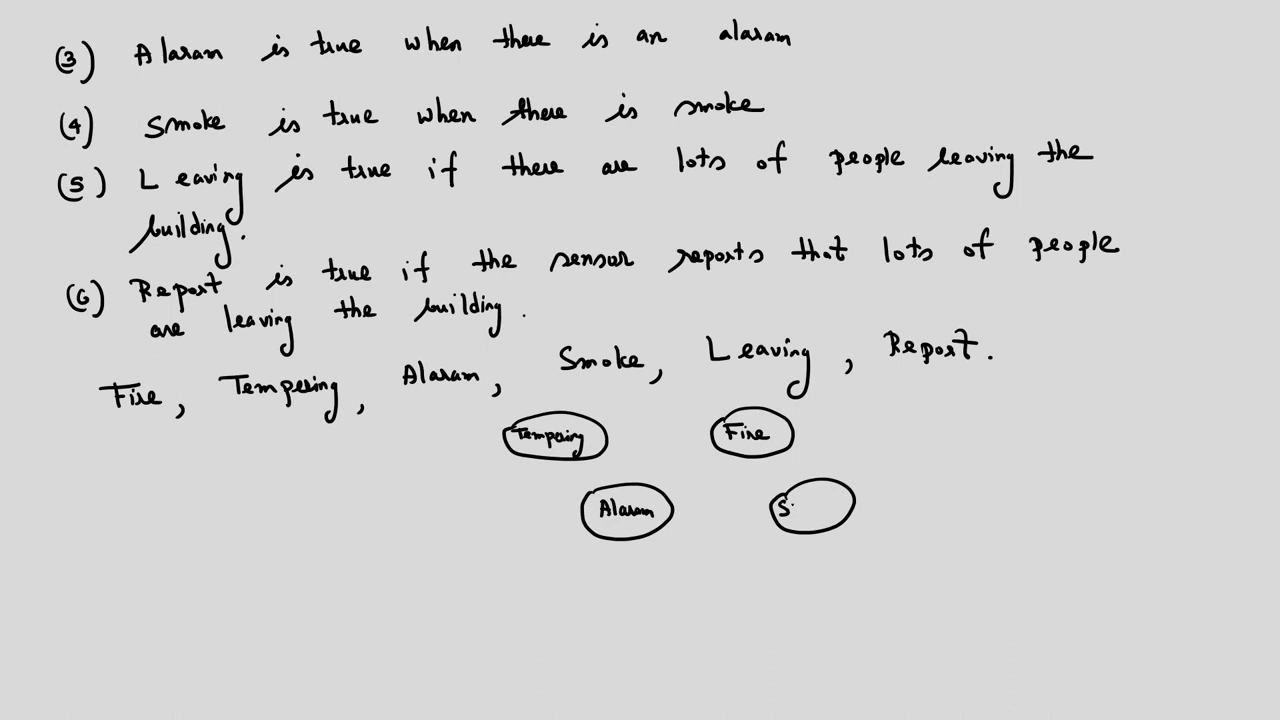 (3) Alaram is true when there is an alaram
(4) Smoke is true when there is smoke
(5) Leaving is true if there are lots of people leaving the
building.
(6) Report is true if the sensor reports that lots of people
are leaving the building.
Fire, Tempering, Alaram, Smoke, Leaving, Report.
Tempering Fire
Alaram S